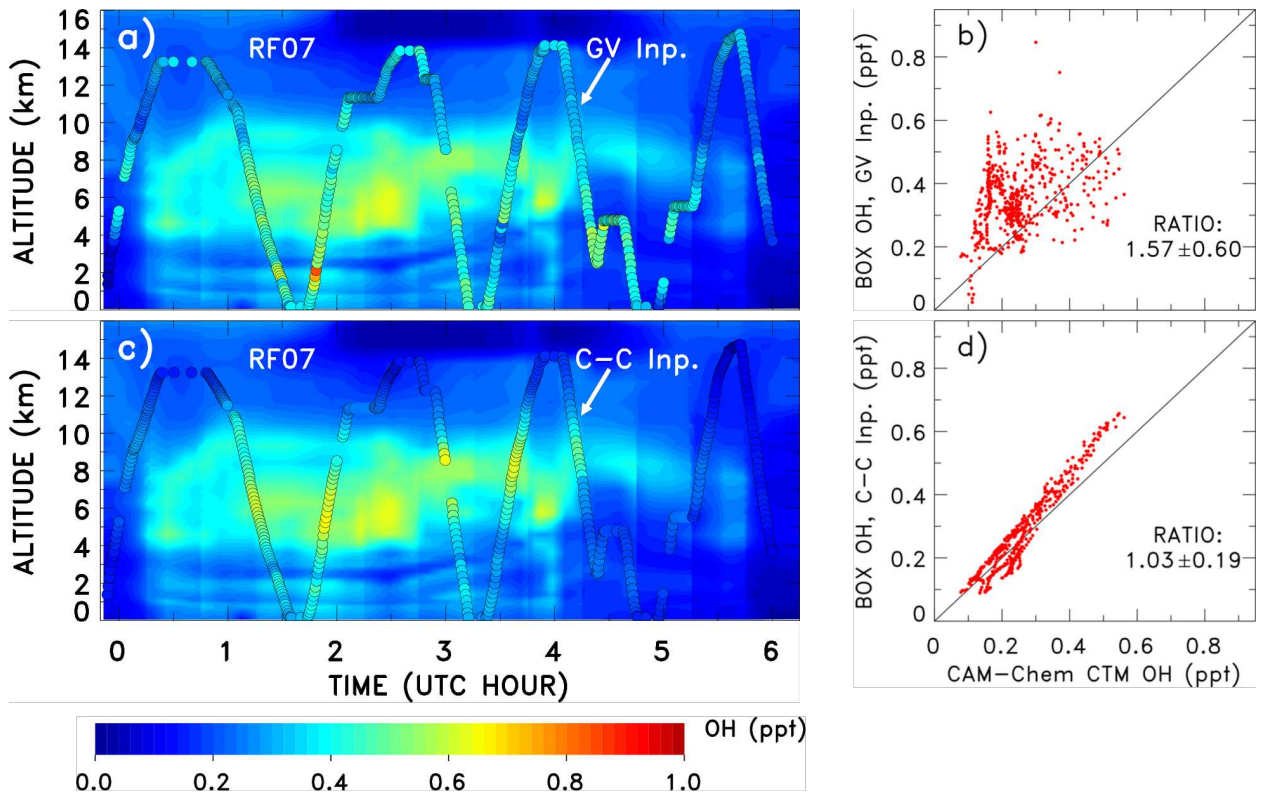 a)
RF07
GV Inp.
ALTITUDE (km)
16
14
12
10
8
6
4
2
0
b)
BOX OH, GV Inp. (ppt)
0.8
0.6
0.4
0.2
0
RATIO:
1.57±0.60
c)
RF07
C-C Inp.
ALTITUDE (km)
14
12
10
8
6
4
2
0
0 1 2 3 4 5 6
TIME (UTC HOUR)
d)
BOX OH, C-C Inp. (ppt)
0.8
0.6
0.4
0.2
0
RATIO:
1.03±0.19
0 0.2 0.4 0.6 0.8
CAM-Chem CTM OH (ppt)
OH (ppt)
0.0 0.2 0.4 0.6 0.8 1.0